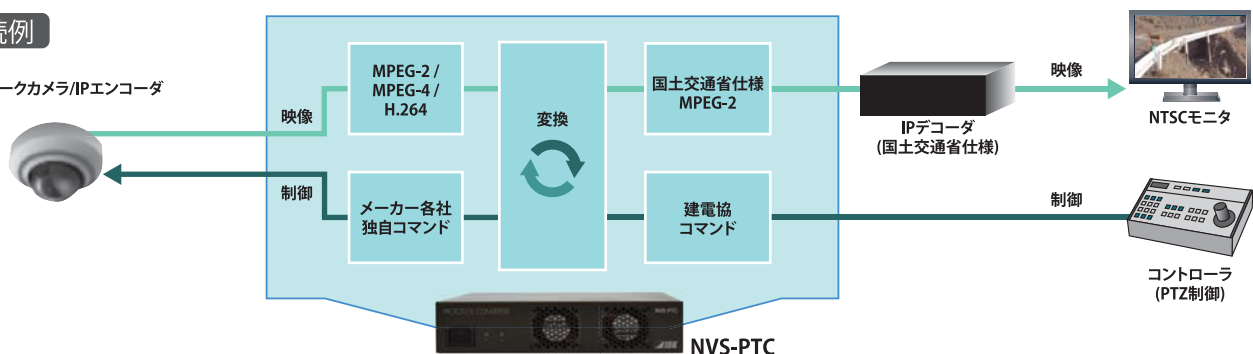 続例
ークカメラ/IPエンコーダ
映像
制御
MPEG-2 /
MPEG-4 /
H.264
メーカー各社
独自コマンド
変換
国土交通省仕様
MPEG-2
建電協
コマンド
IPデコーダ
(国土交通省仕様)
映像
NTSCモニタ
制御
コントローラ
(PTZ制御)
NVS-PTC
NVS-PTC